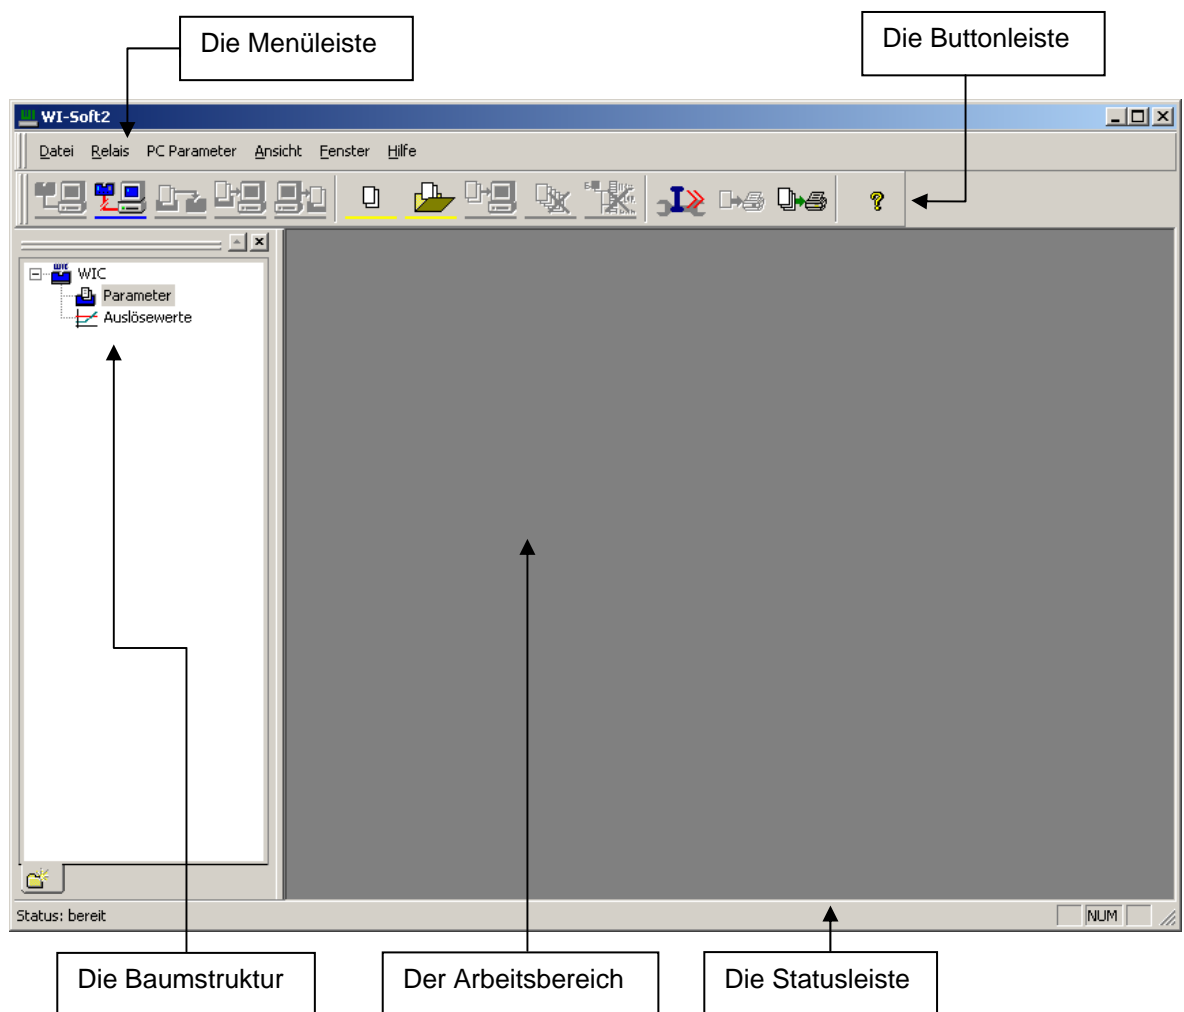 Die Menüleiste
Die Buttonleiste
WI-Soft2
Datei Relais PC Parameter Ansicht Fenster Hilfe
WIC
Parameter
Auslösewerte
Status: bereit
NUM
Die Baumstruktur
Der Arbeitsbereich
Die Statusleiste